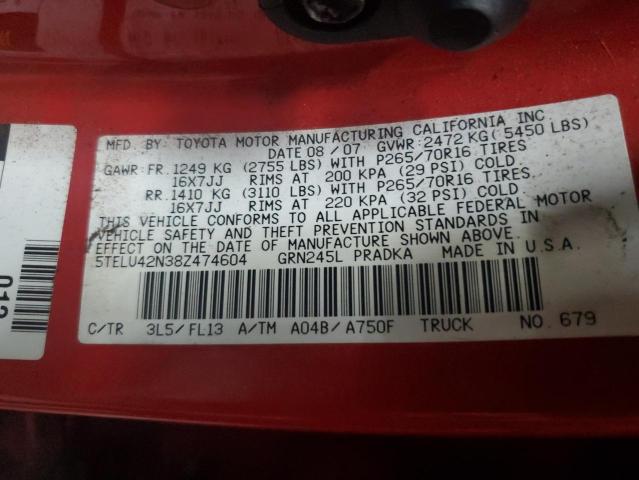 MFD. BY: TOYOTA MOTOR MANUFACTURING CALIFORNIA INC
DATE 08/07 GVWR:2472 KG(5450 LBS)
GAWR:FR.1249 KG (2755 LBS) WITH P265/70R16 TIRES
16X7JJ RIMS AT 200 KPA (29 PSI) COLD
RR.1410 KG (3110 LBS) WITH P265/70R16 TIRES
16X7JJ RIMS AT 220 KPA (32 PSI) COLD
THIS VEHICLE CONFORMS TO ALL APPLICABLE FEDERAL MOTOR
VEHICLE SAFETY AND THEFT PREVENTION STANDARDS IN
EFFECT ON THE DATE OF MANUFACTURE SHOWN ABOVE.
5TELU42N38Z474604 GRN245L PRADKA MADE IN U.S.A.
C/TR 3L5/FL13 A/TM A04B/A750F TRUCK NO.679